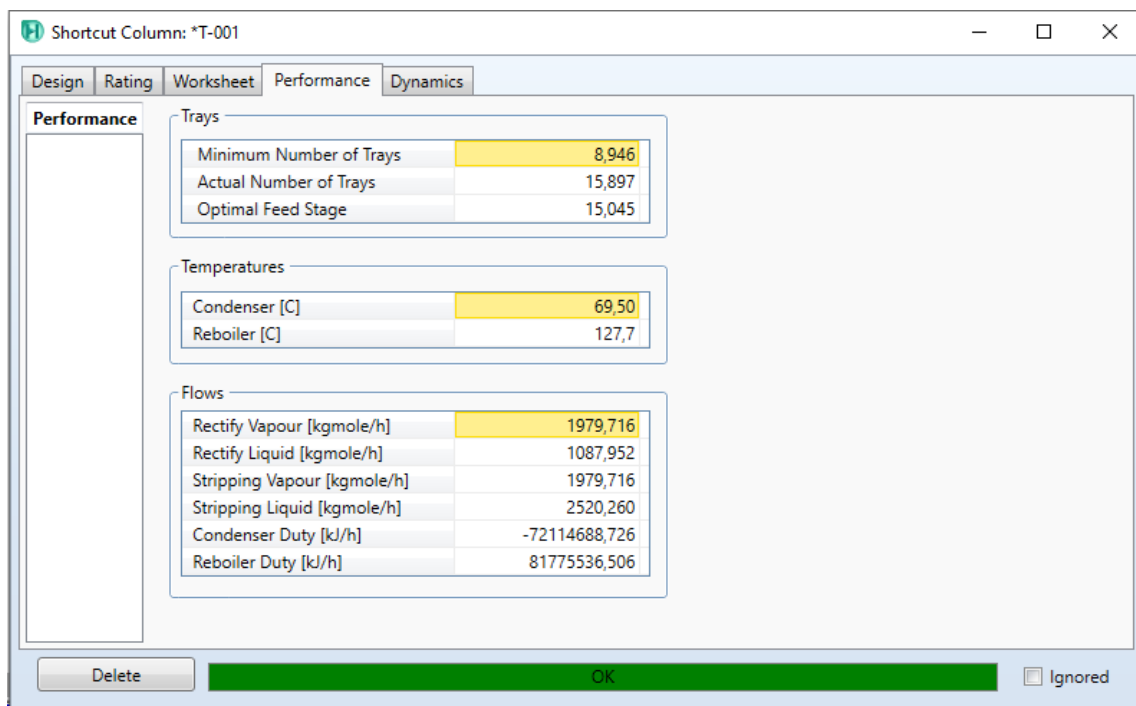 Shortcut Column: *T-001
Design Rating Worksheet Performance Dynamics
Performance
Trays
Minimum Number of Trays 8,946
Actual Number of Trays 15,897
Optimal Feed Stage 15,045
Temperatures
Condenser [C] 69,50
Reboiler [C] 127,7
Flows
Rectify Vapour [kgmole/h] 1979,716
Rectify Liquid [kgmole/h] 1087,952
Stripping Vapour [kgmole/h] 1979,716
Stripping Liquid [kgmole/h] 2520,260
Condenser Duty [kJ/h] -72114688,726
Reboiler Duty [kJ/h] 81775536,506
Delete OK Ignored